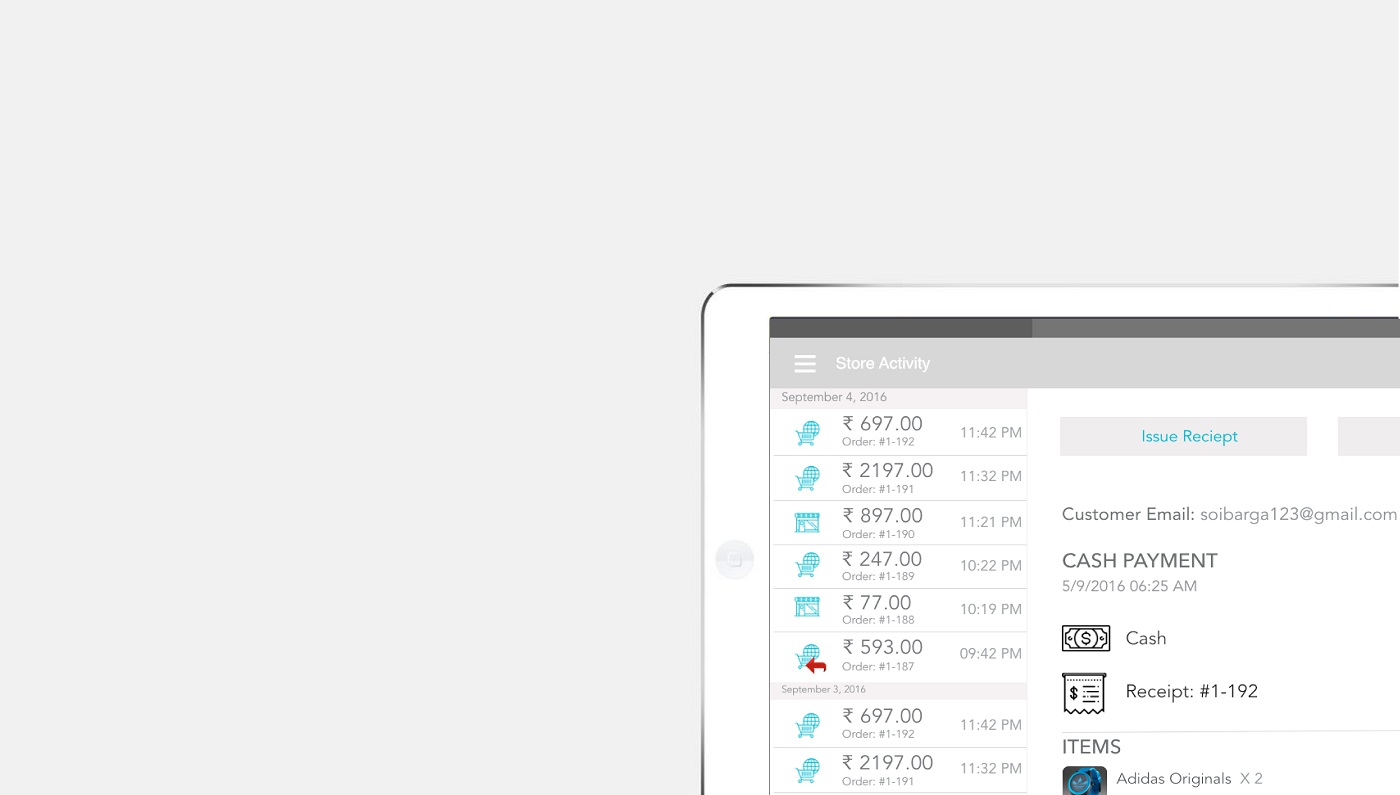 Store Activity
September 4, 2016
₹ 697.00
Order: #1-192
11:42 PM
₹ 2197.00
Order: #1-191
11:32 PM
₹ 897.00
Order: #1-190
11:21 PM
₹ 247.00
Order: #1-189
10:22 PM
₹ 77.00
Order: #1-188
10:19 PM
₹ 593.00
Order: #1-187
09:42 PM
September 3, 2016
₹ 697.00
Order: #1-192
11:42 PM
₹ 2197.00
Order: #1-191
11:32 PM
Issue Reciept
Customer Email: soibarga123@gmail.com
CASH PAYMENT
5/9/2016 06:25 AM
Cash
Receipt: #1-192
ITEMS
Adidas Originals X 2